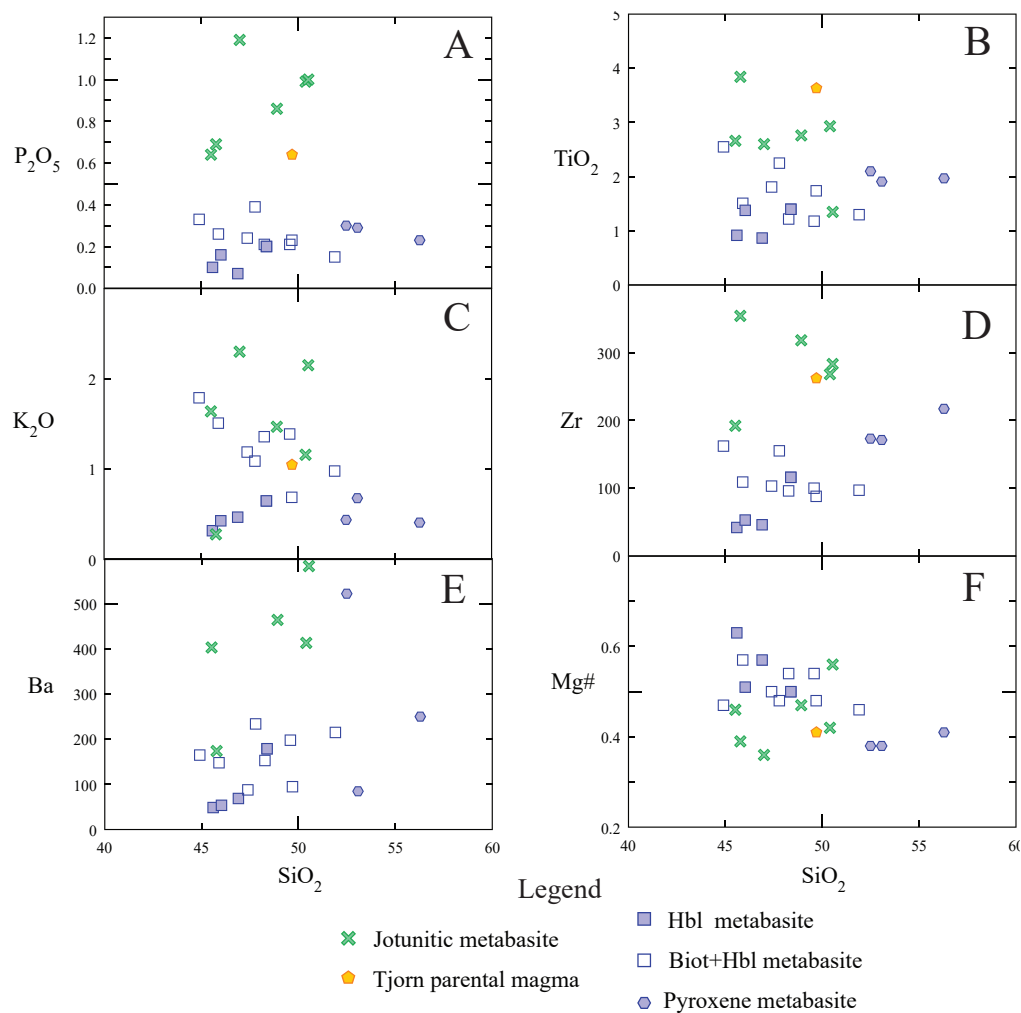 A
P₂O₅
1.2
1.0
0.8
0.6
0.4
0.2
0.0
B
TiO₂
5
4
3
2
1
0
C
K₂O
2
1
0
D
Zr
300
200
100
0
E
Ba
500
400
300
200
100
0
40 45 50 55 60
SiO₂
F
Mg#
0.6
0.4
0.2
40 45 50 55 60
SiO₂
Legend
Jotunitic metabasite
Tjorn parental magma
Hbl metabasite
Biot+Hbl metabasite
Pyroxene metabasite